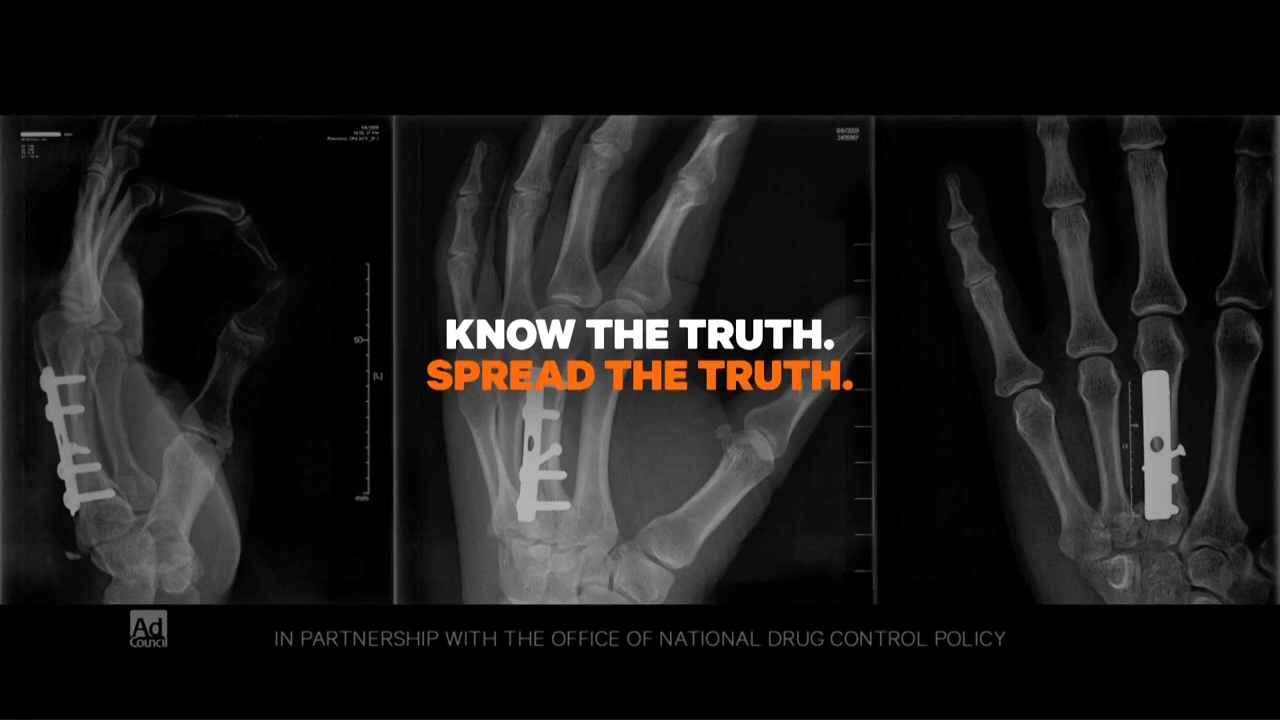 KNOW THE TRUTH.
SPREAD THE TRUTH.
Ad
Council
IN PARTNERSHIP WITH THE OFFICE OF NATIONAL DRUG CONTROL POLICY